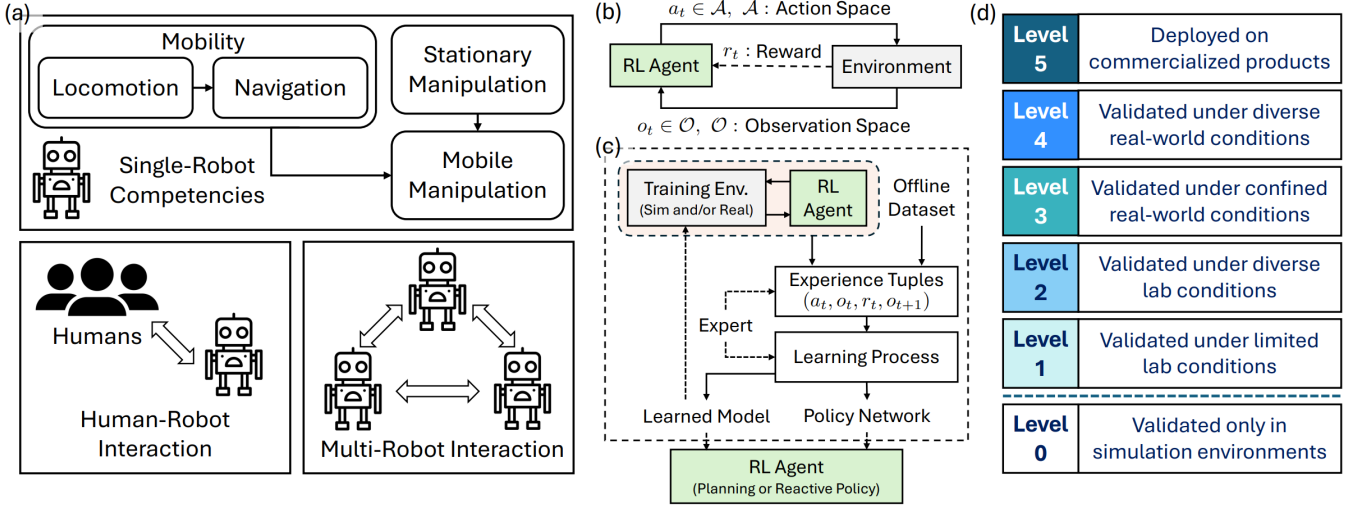 (a)
Mobility
Locomotion
Navigation
Stationary
Manipulation
Mobile
Manipulation
Single-Robot
Competencies
Humans
Human-Robot
Interaction
Multi-Robot Interaction
(b)
a_t ∈ 𝒜, 𝒜 : Action Space
RL Agent
r_t : Reward
Environment
o_t ∈ 𝒪, 𝒪 : Observation Space
(c)
Training Env.
(Sim and/or Real)
RL
Agent
Offline
Dataset
Experience Tuples
(a_t, o_t, r_t, o_{t+1})
Expert
Learning Process
Learned Model
Policy Network
RL Agent
(Planning or Reactive Policy)
(d)
Level
5
Deployed on
commercialized products
Level
4
Validated under diverse
real-world conditions
Level
3
Validated under confined
real-world conditions
Level
2
Validated under diverse
lab conditions
Level
1
Validated under limited
lab conditions
Level
0
Validated only in
simulation environments